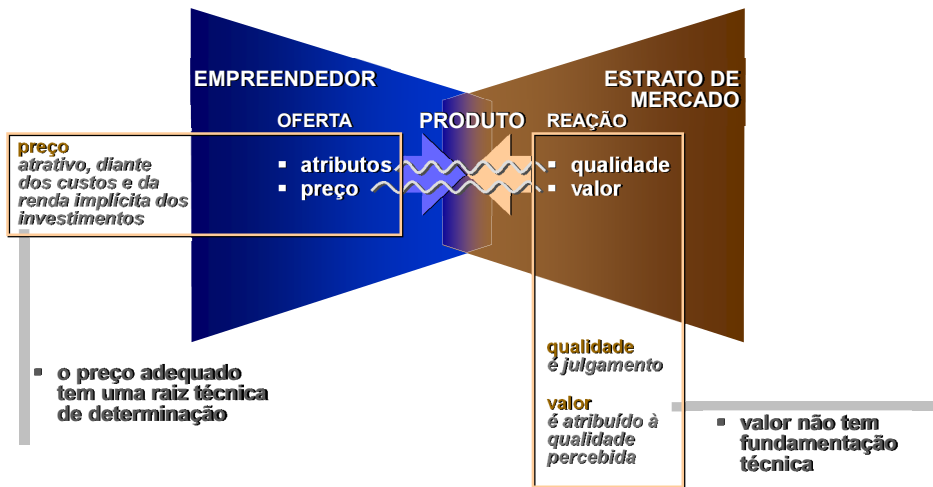 EMPREENDEDOR
ESTRATO DE
MERCADO
OFERTA
PRODUTO
REAÇÃO
preço
atrativo, diante
dos custos e da
renda implícita dos
investimentos
▪ atributos
▪ preço
▪ qualidade
▪ valor
▪ o preço adequado
tem uma raiz técnica
de determinação
qualidade
é julgamento
valor
é atribuído à
qualidade
percebida
▪ valor não tem
fundamentação
técnica